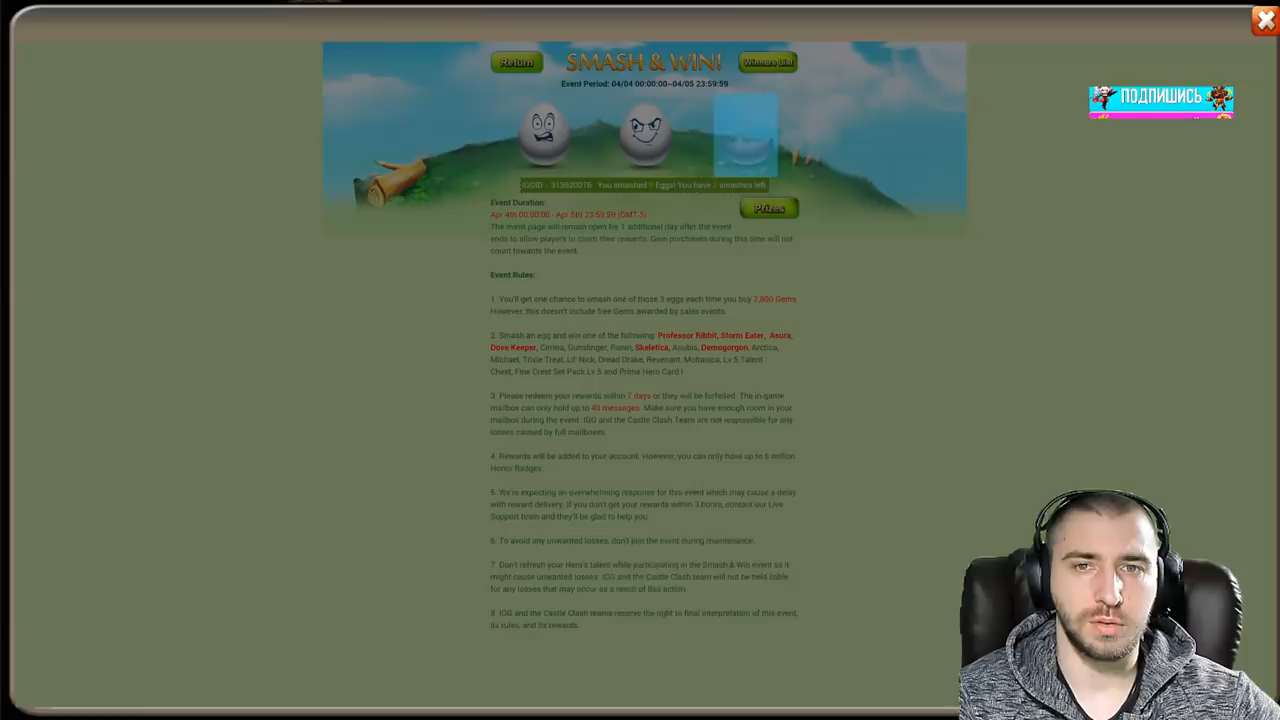 Return
SMASH & WIN!
Winners List
Event Period: 04/04 00:00:00~04/05 23:59:59
ПОДПИШИСЬ
IGGID : 313620076 You smashed Eggs! You have smashes left.
Event Duration:
Prizes
Apr 4th 00:00:00 - Apr 5th 23:59:59 (GMT-5)
The event page will remain open for 1 additional day after the event
ends to allow players to claim their rewards. Gem purchases during this time will not
count towards the event.
Event Rules:
1. You'll get one chance to smash one of those 3 eggs each time you buy 7,800 Gems.
However, this doesn't include free Gems awarded by sales events.
2. Smash an egg and win one of the following: Professor Ribbit, Storm Eater, Asura,
Dove Keeper, Cirrina, Gunslinger, Ronin, Skeletica, Anubis, Demogorgon, Arctica,
Michael, Trixie Treat, Lil' Nick, Dread Drake, Revenant, Moltanica, Lv 5 Talent
Chest, Fine Crest Set Pack Lv 5 and Prime Hero Card I
3. Please redeem your rewards within 7 days or they will be forfeited. The in-game
mailbox can only hold up to 40 messages. Make sure you have enough room in your
mailbox during the event. IGG and the Castle Clash Team are not responsible for any
losses caused by full mailboxes.
4. Rewards will be added to your account. However, you can only have up to 5 million
Honor Badges.
5. We're expecting an overwhelming response for this event which may cause a delay
with reward delivery. If you don't get your rewards within 3 hours, contact our Live
Support team and they'll be glad to help you.
6. To avoid any unwanted losses, don't join the event during maintenance.
7. Don't refresh your Hero's talent while participating in the Smash & Win event as it
might cause unwanted losses. IGG and the Castle Clash team will not be held liable
for any losses that may occur as a result of this action.
8. IGG and the Castle Clash teams reserve the right to final interpretation of this event,
its rules, and its rewards.